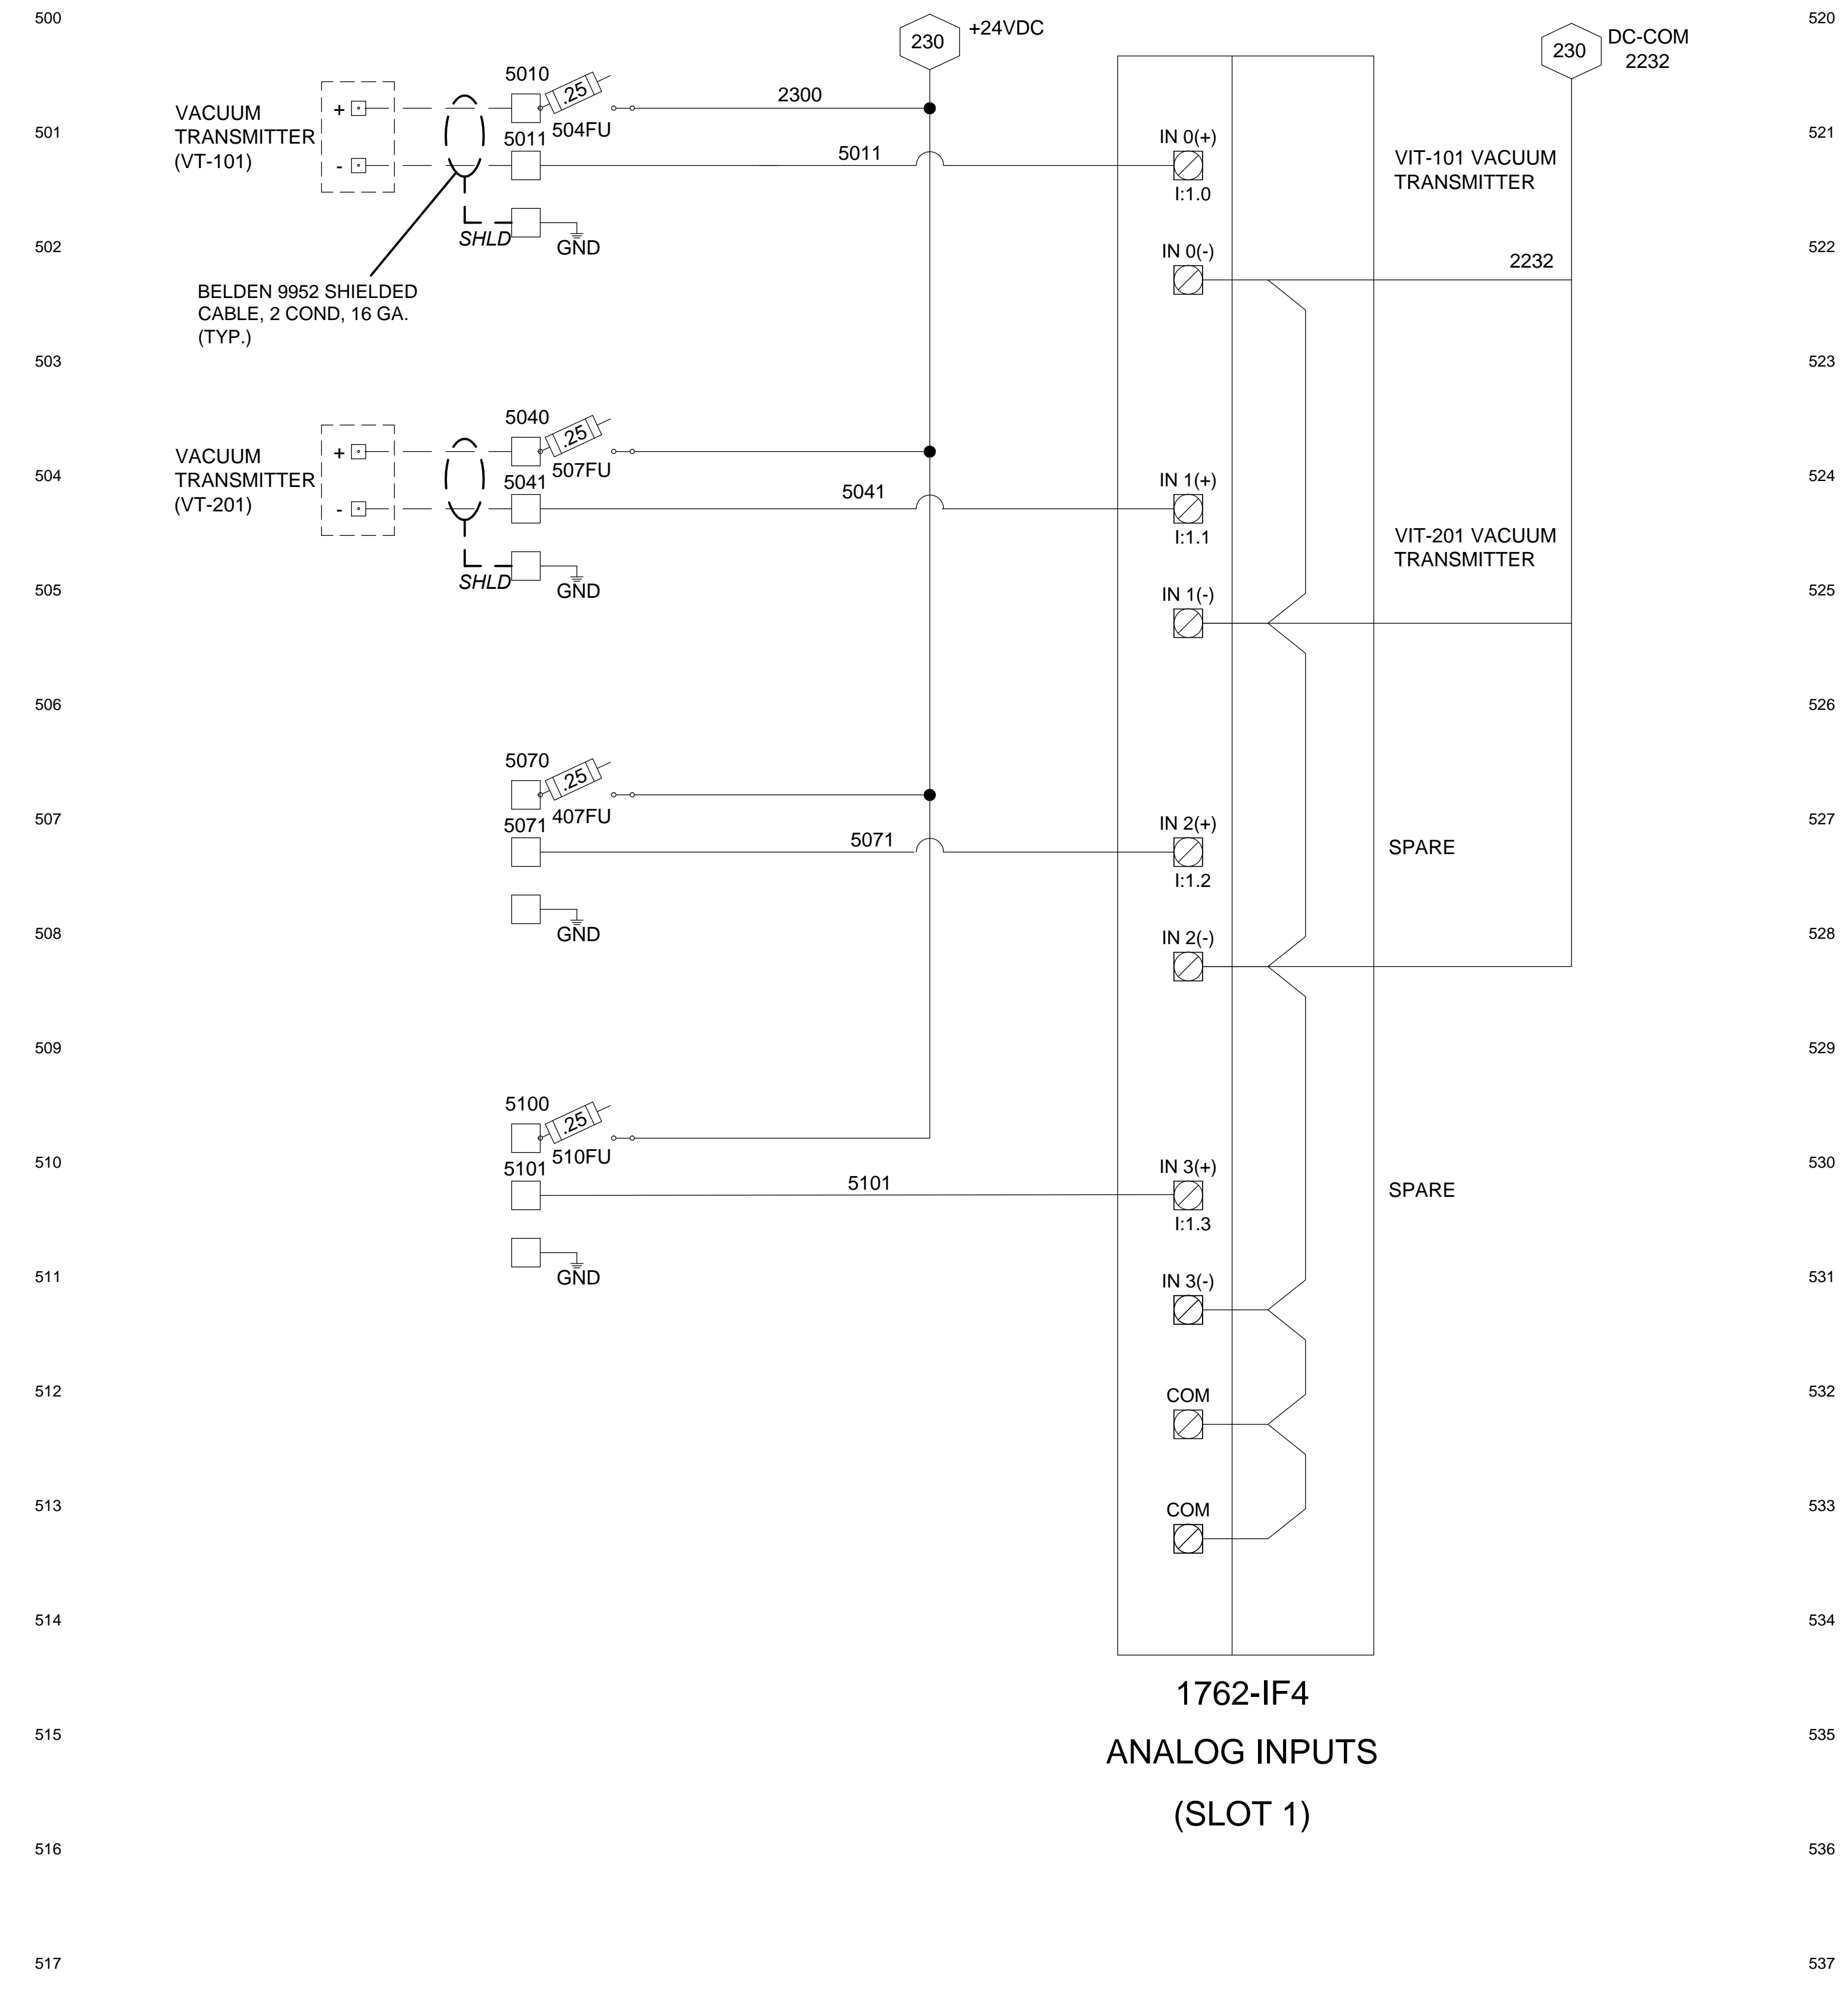 500
520
+24VDC
230
DC-COM
2232
230
5010
.25
504FU
2300
VACUUM
TRANSMITTER
(VT-101)
+
-
501
521
5011
5011
IN 0(+)
I:1.0
VIT-101 VACUUM
TRANSMITTER
SHLD
GND
502
522
IN 0(-)
2232
BELDEN 9952 SHIELDED
CABLE, 2 COND, 16 GA.
(TYP.)
503
523
5040
.25
507FU
VACUUM
TRANSMITTER
(VT-201)
+
-
504
524
5041
5041
IN 1(+)
I:1.1
VIT-201 VACUUM
TRANSMITTER
SHLD
GND
505
525
IN 1(-)
506
526
5070
.25
407FU
507
527
5071
5071
IN 2(+)
I:1.2
SPARE
GND
508
528
IN 2(-)
509
529
5100
.25
510FU
510
530
5101
5101
IN 3(+)
I:1.3
SPARE
GND
511
531
IN 3(-)
512
532
COM
513
533
COM
514
534
1762-IF4
515
535
ANALOG INPUTS
(SLOT 1)
516
536
517
537